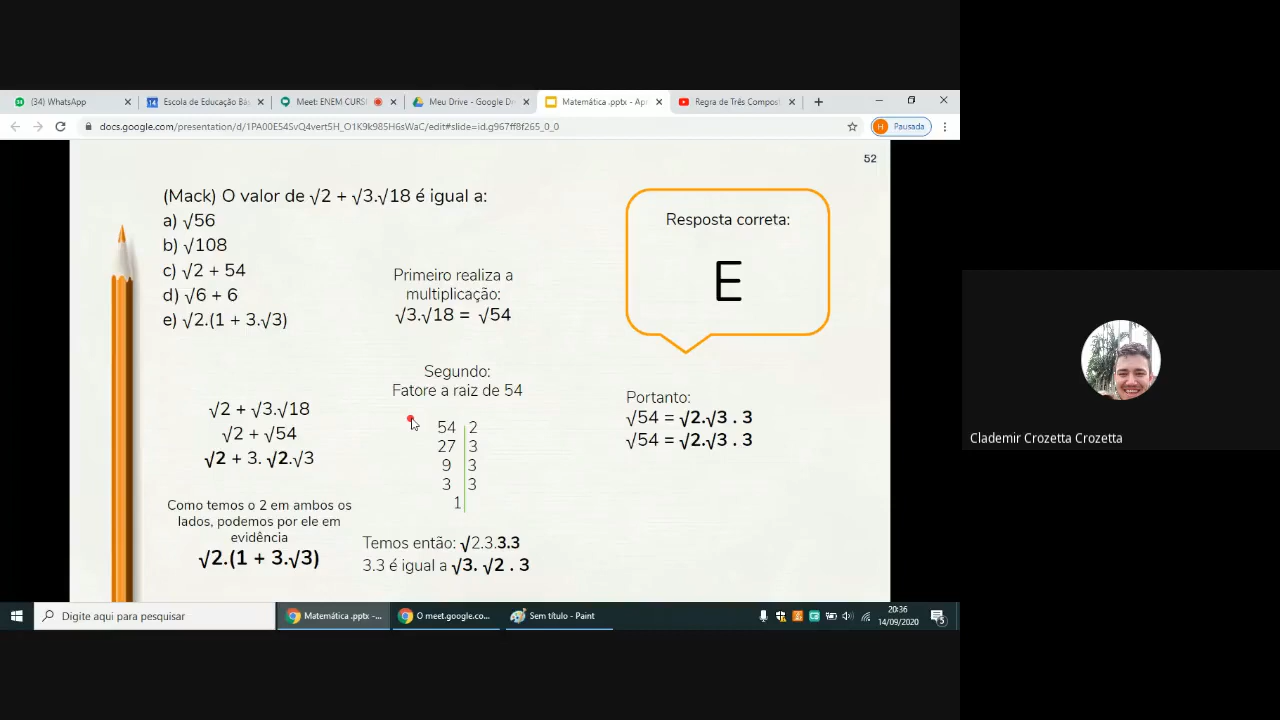 (34) WhatsApp
Escola de Educação Bás
Meet: ENEM CURS
Meu Drive - Google Dr
Matemática .pptx - Apr
Regra de Três Compost
docs.google.com/presentation/d/1PA00E54SvQ4vert5H_O1K9k985H6sWaC/edit#slide=id.g967ff8f265_0_0
Pausada
52
(Mack) O valor de √2 + √3.√18 é igual a:
a) √56
b) √108
c) √2 + 54
d) √6 + 6
e) √2.(1 + 3.√3)
Primeiro realiza a
multiplicação:
√3.√18 = √54
Resposta correta:
E
Segundo:
Fatore a raiz de 54
54 2
27 3
9 3
3 3
1
√2 + √3.√18
√2 + √54
√2 + 3. √2.√3
Portanto:
√54 = √2.√3 . 3
√54 = √2.√3 . 3
Como temos o 2 em ambos os
lados, podemos por ele em
evidência
√2.(1 + 3.√3)
Temos então: √2.3.3.3
3.3 é igual a √3. √2 . 3
Clademir Crozetta Crozetta
Digite aqui para pesquisar
Matemática .pptx -...
O meet.google.co...
Sem título - Paint
20:36
14/09/2020
5